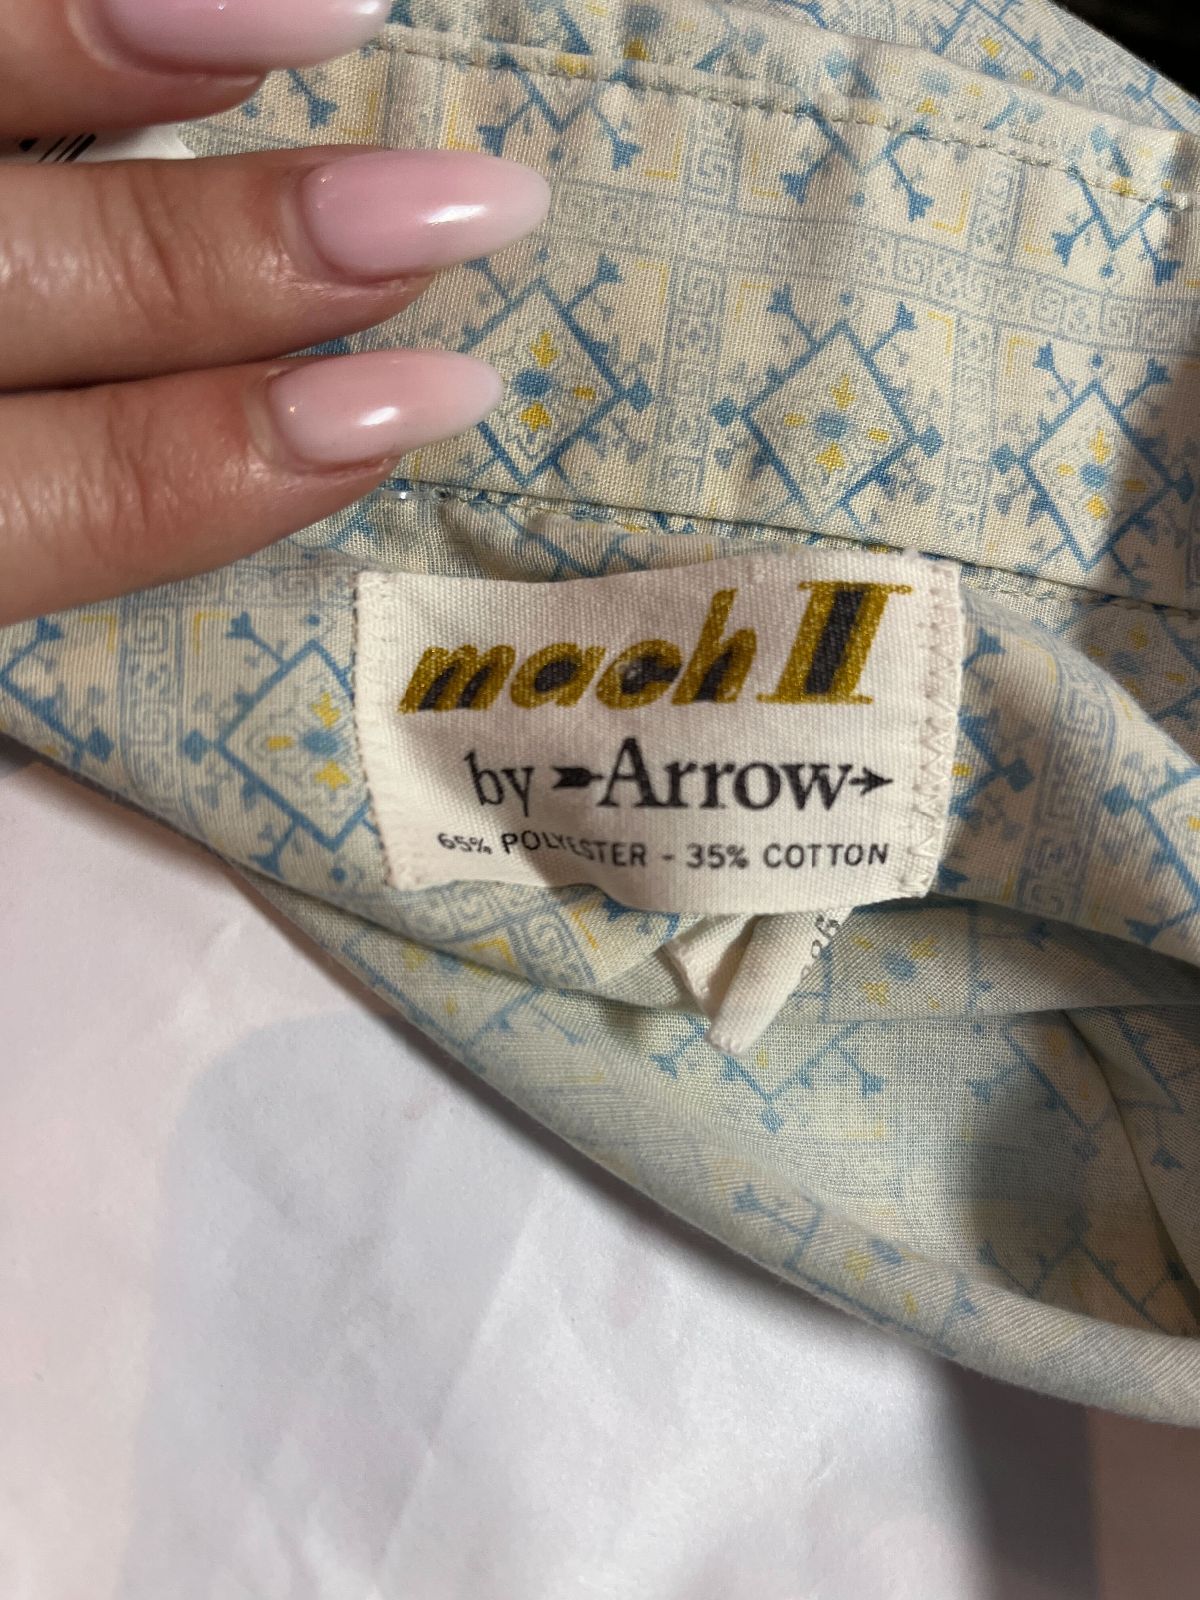 mach II
by Arrow
65% POLYESTER - 35% COTTON